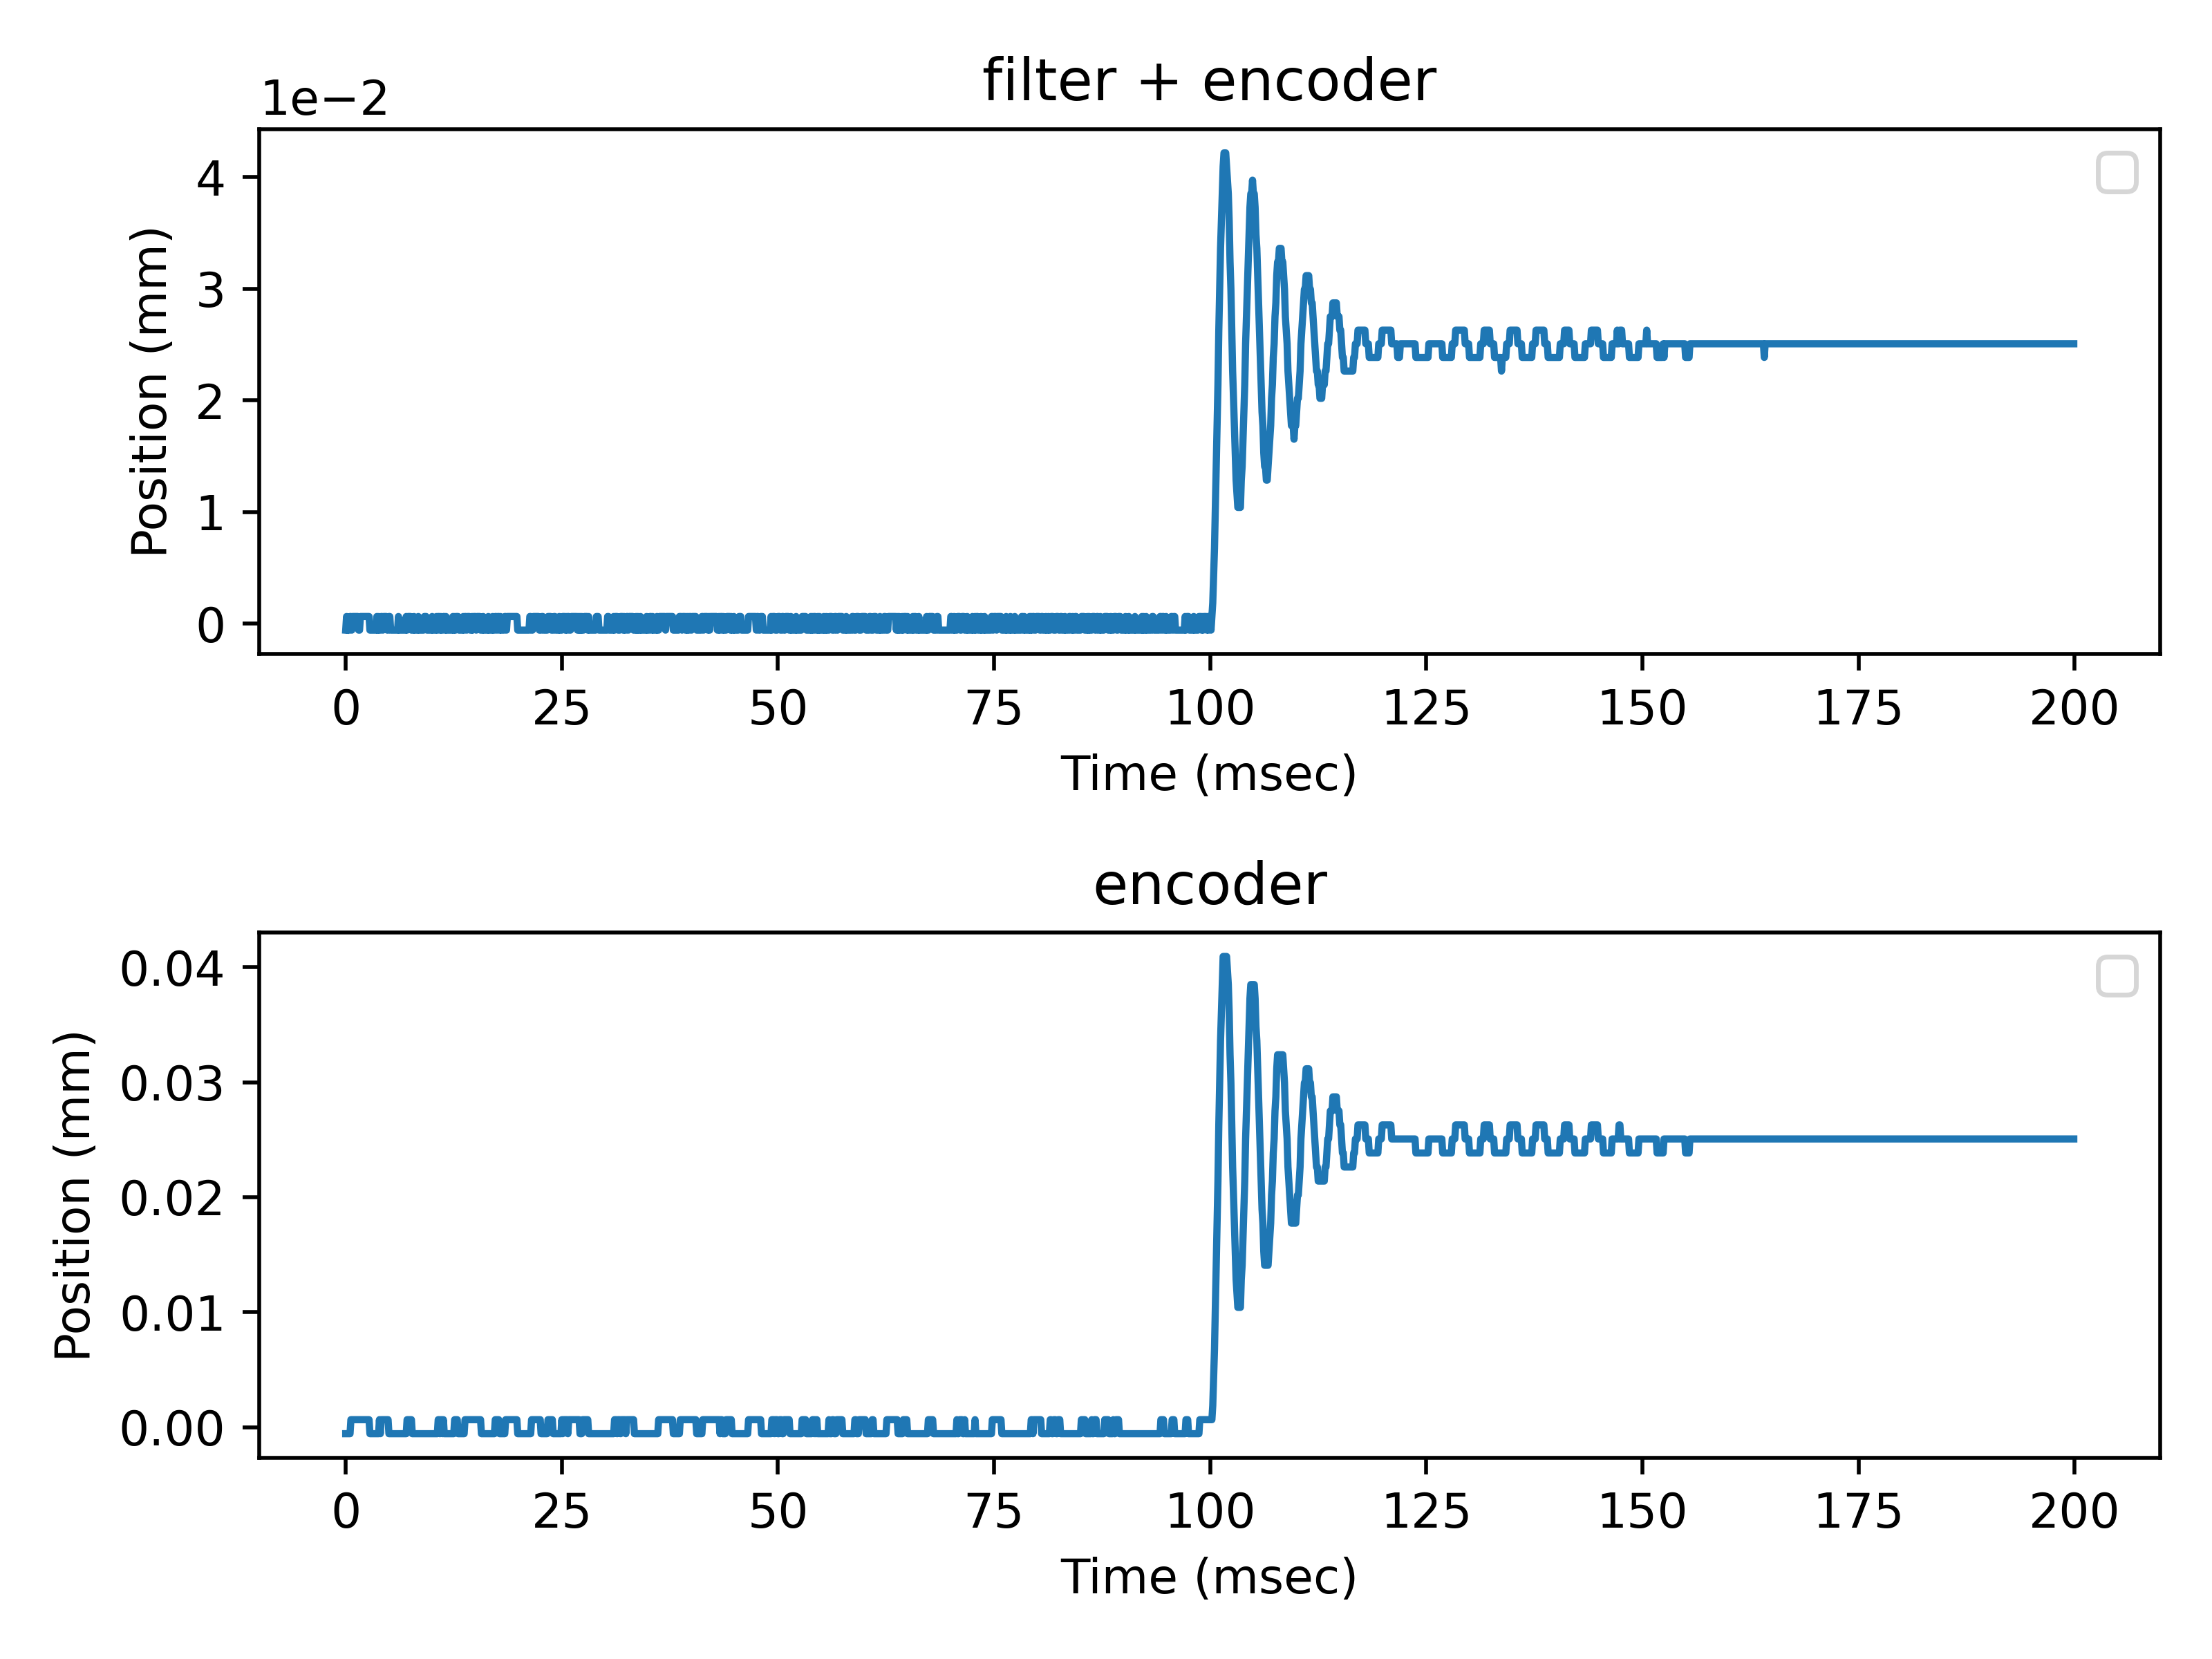 filter + encoder
1e−2
4
3
2
1
0
Position (mm)
0 25 50 75 100 125 150 175 200
Time (msec)
encoder
0.04
0.03
0.02
0.01
0.00
Position (mm)
0 25 50 75 100 125 150 175 200
Time (msec)